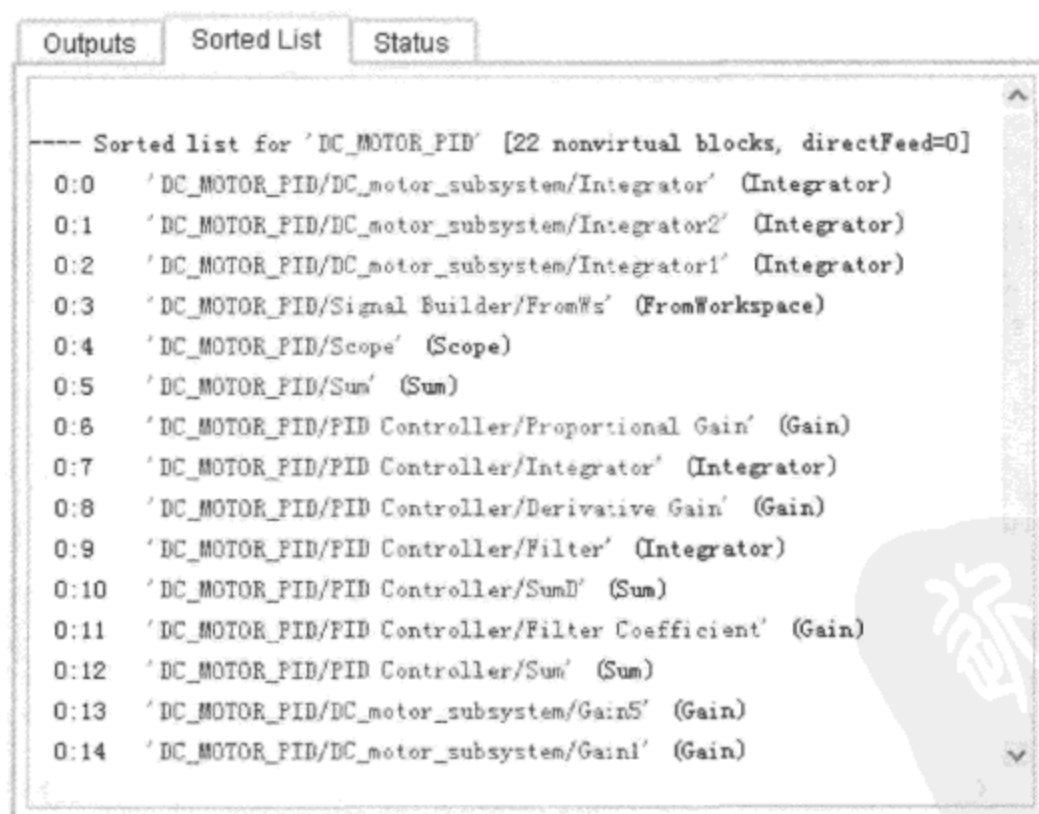 Outputs Sorted List Status
---- Sorted list for 'DC_MOTOR_PID' [22 nonvirtual blocks, directFeed=0]
0:0 'DC_MOTOR_PID/DC_motor_subsystem/Integrator' (Integrator)
0:1 'DC_MOTOR_PID/DC_motor_subsystem/Integrator2' (Integrator)
0:2 'DC_MOTOR_PID/DC_motor_subsystem/Integrator1' (Integrator)
0:3 'DC_MOTOR_PID/Signal Builder/FromWs' (FromWorkspace)
0:4 'DC_MOTOR_PID/Scope' (Scope)
0:5 'DC_MOTOR_PID/Sum' (Sum)
0:6 'DC_MOTOR_PID/PID Controller/Proportional Gain' (Gain)
0:7 'DC_MOTOR_PID/PID Controller/Integrator' (Integrator)
0:8 'DC_MOTOR_PID/PID Controller/Derivative Gain' (Gain)
0:9 'DC_MOTOR_PID/PID Controller/Filter' (Integrator)
0:10 'DC_MOTOR_PID/PID Controller/SumD' (Sum)
0:11 'DC_MOTOR_PID/PID Controller/Filter Coefficient' (Gain)
0:12 'DC_MOTOR_PID/PID Controller/Sum' (Sum)
0:13 'DC_MOTOR_PID/DC_motor_subsystem/Gain5' (Gain)
0:14 'DC_MOTOR_PID/DC_motor_subsystem/Gain1' (Gain)